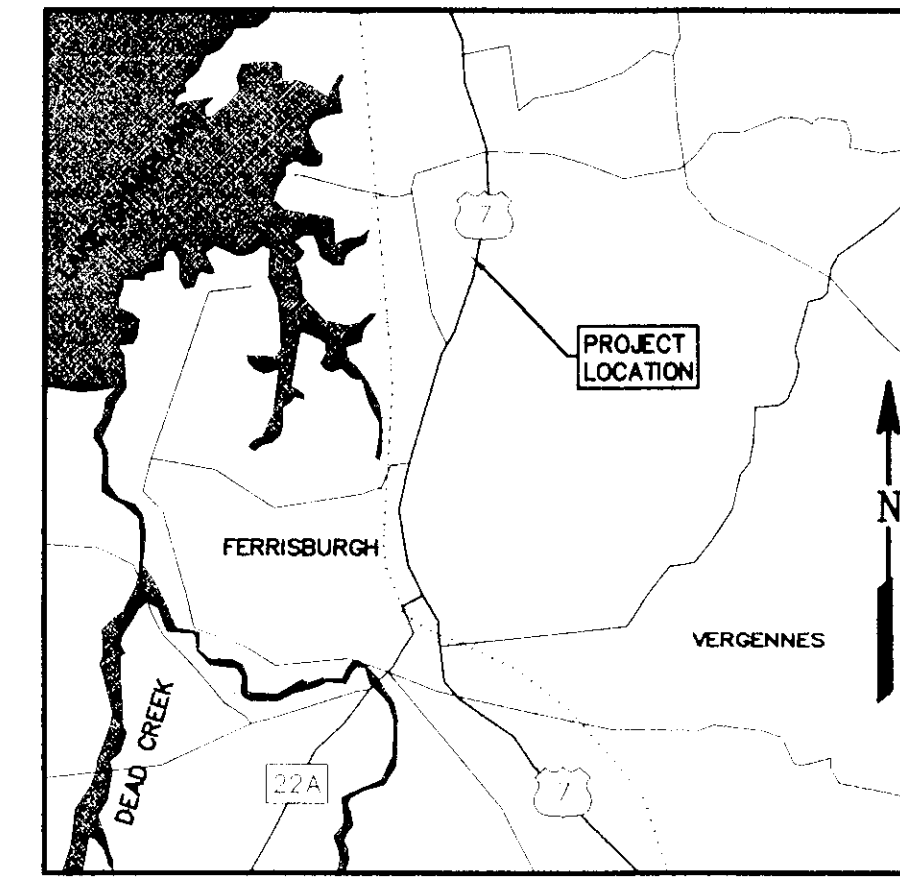 7
PROJECT
LOCATION
N
FERRISBURGH
VERGENNES
DEAD CREEK
22A
7